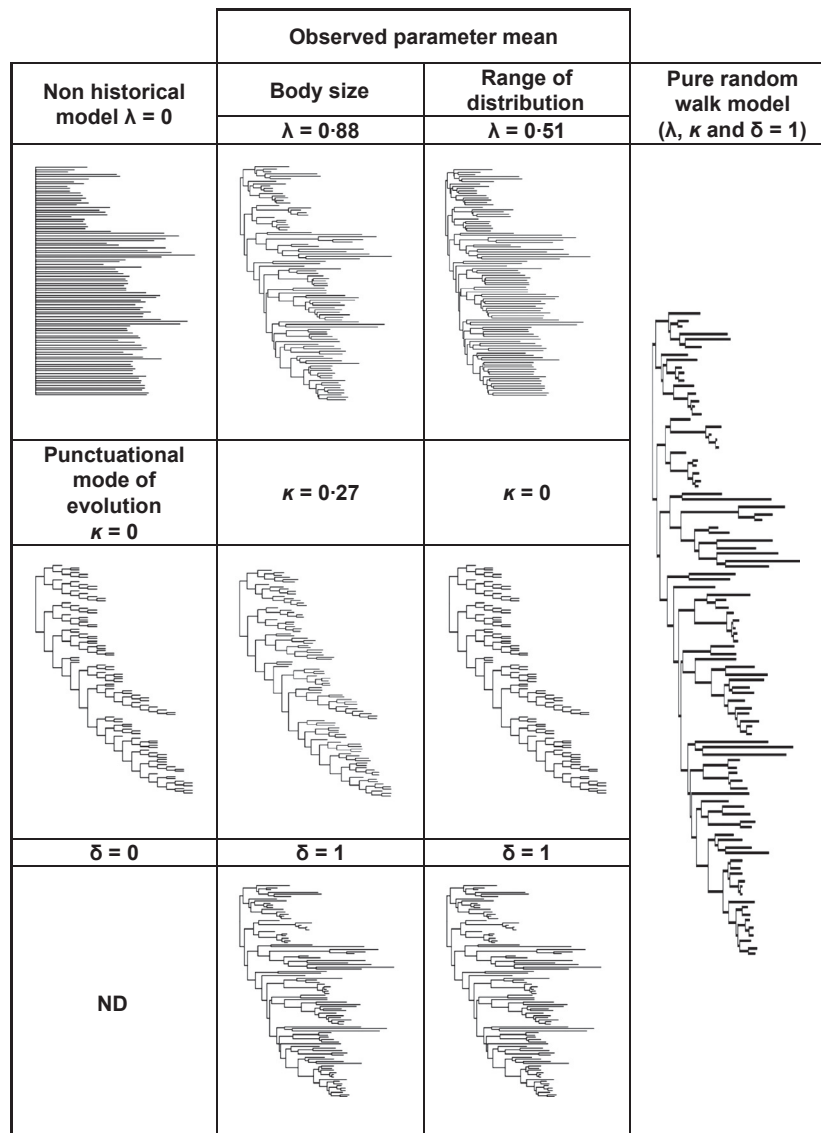 Observed parameter mean
Non historical
model λ = 0
Body size
Range of
distribution
Pure random
walk model
(λ, κ and δ = 1)
λ = 0·88
λ = 0·51
Punctuational
mode of
evolution
κ = 0
κ = 0·27
κ = 0
δ = 0
δ = 1
δ = 1
ND